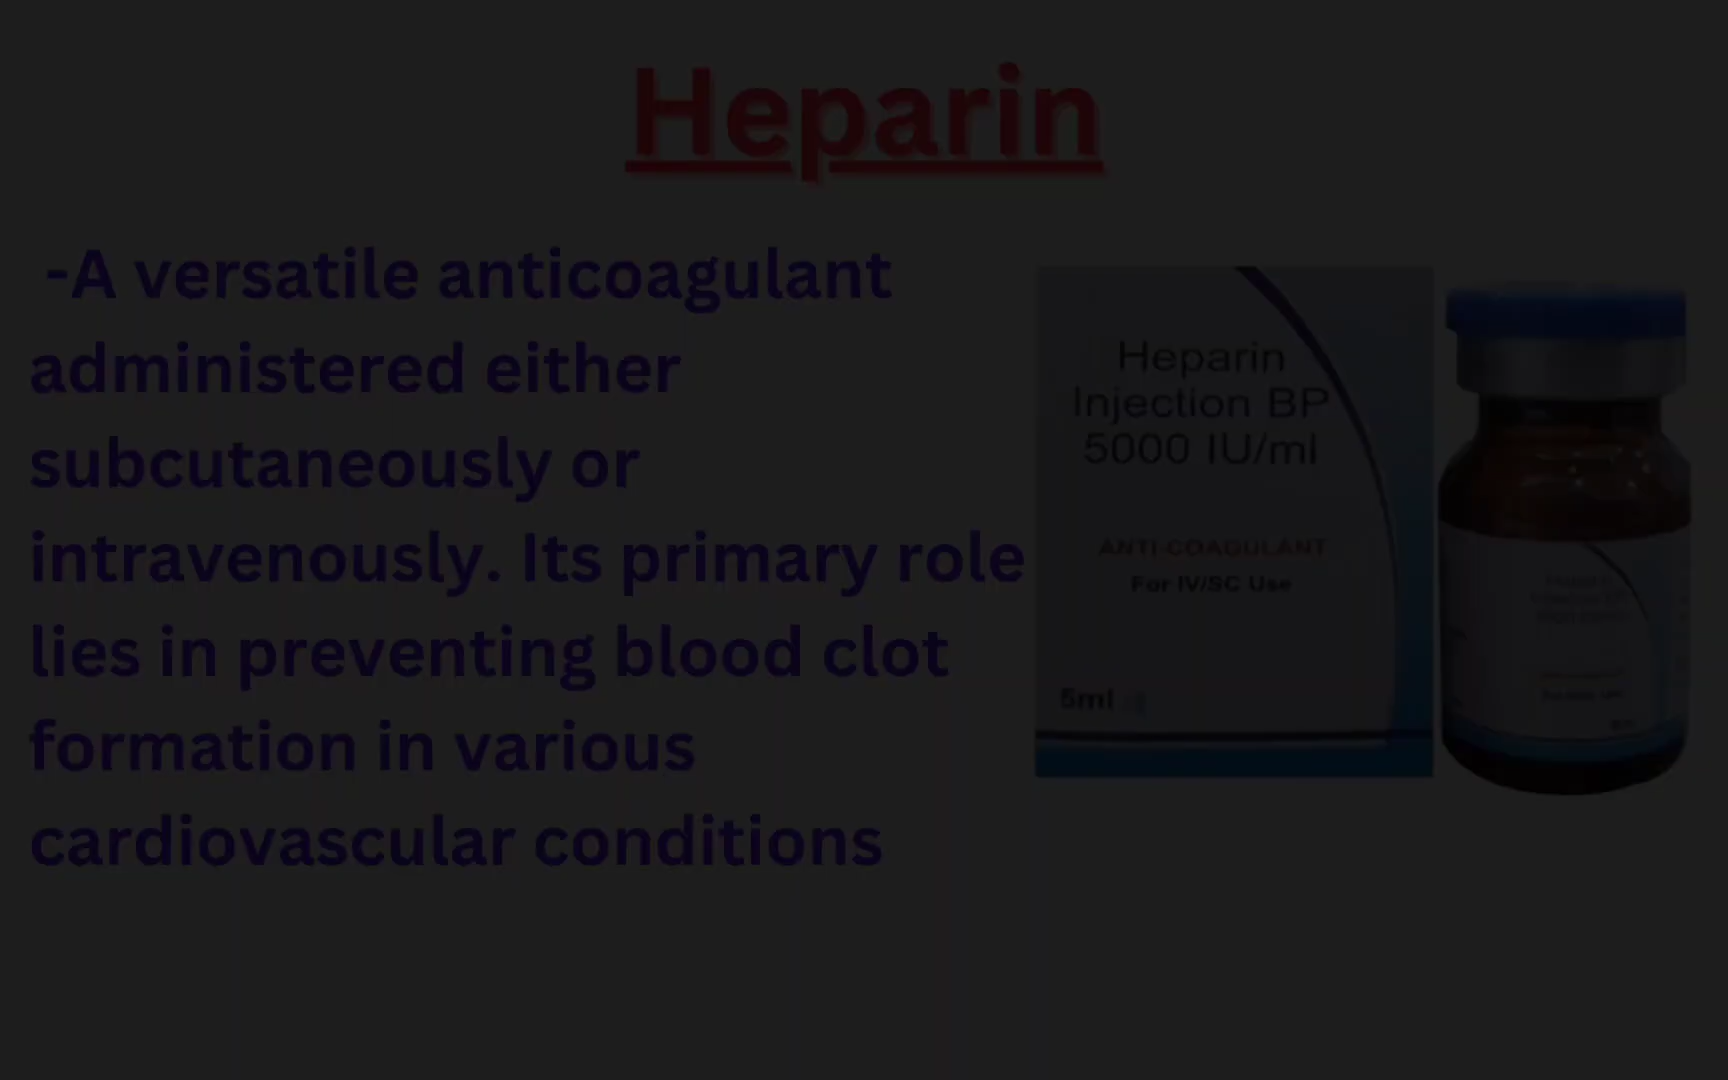 Heparin
-A versatile anticoagulant
administered either
subcutaneously or
intravenously. Its primary role
lies in preventing blood clot
formation in various
cardiovascular conditions
Heparin
Injection BP
5000 IU/ml
ANTI-COAGULANT
For IV/SC Use
5ml